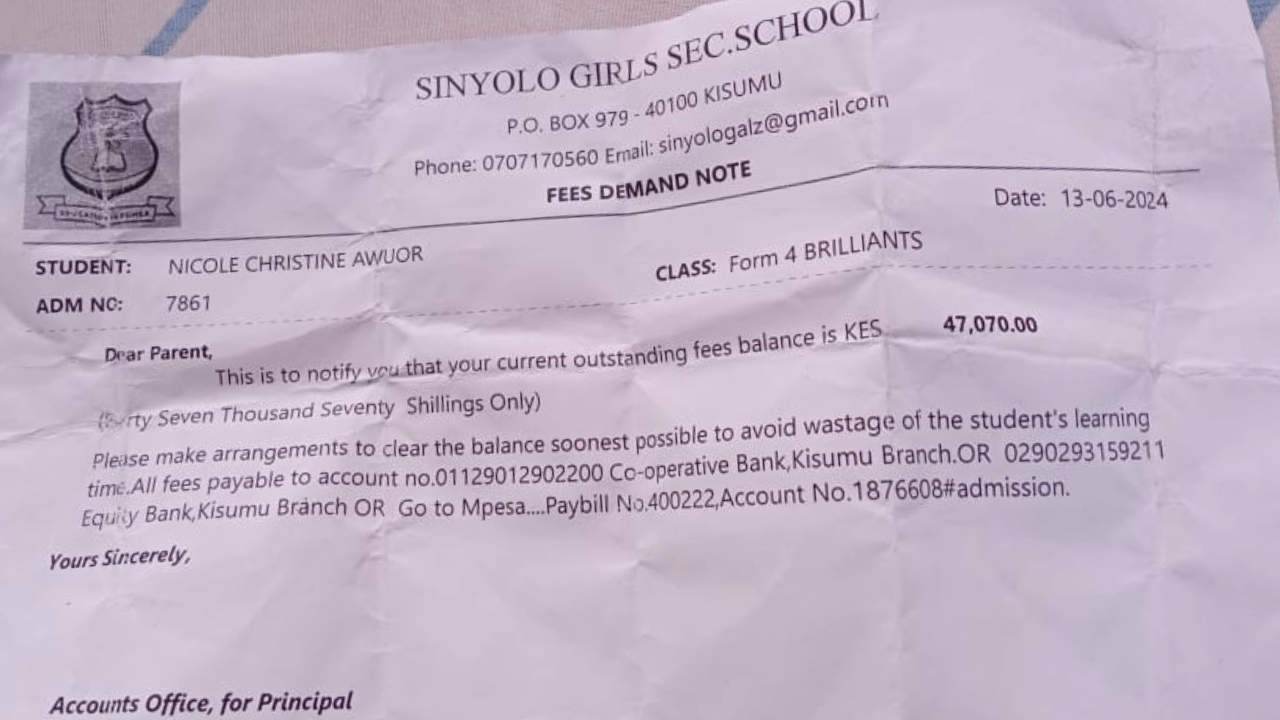 SINYOLO GIRLS SEC.SCHOOL
P.O. BOX 979 - 40100 KISUMU
Phone: 0707170560 Email: sinyologalz@gmail.com
FEES DEMAND NOTE
Date: 13-06-2024
STUDENT: NICOLE CHRISTINE AWUOR
CLASS: Form 4 BRILLIANTS
ADM NO: 7861
Dear Parent,
This is to notify you that your current outstanding fees balance is KES 47,070.00
(Forty Seven Thousand Seventy Shillings Only)
Please make arrangements to clear the balance soonest possible to avoid wastage of the student's learning
time.All fees payable to account no.01129012902200 Co-operative Bank,Kisumu Branch.OR 0290293159211
Equity Bank,Kisumu Branch OR Go to Mpesa....Paybill No.400222,Account No.1876608#admission.
Yours Sincerely,
Accounts Office, for Principal